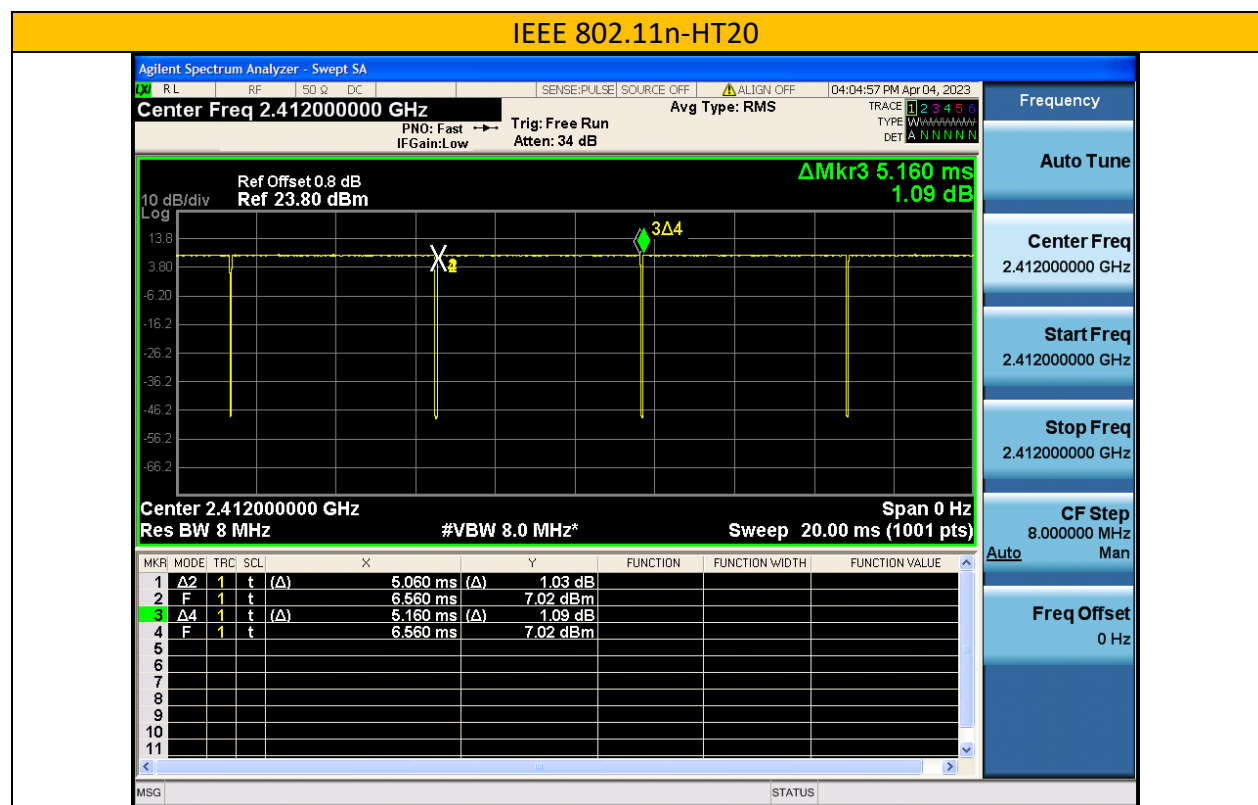 IEEE 802.11n-HT20
Agilent Spectrum Analyzer - Swept SA
LXI RL RF 50 Ω DC SENSE:PULSE SOURCE OFF ⚠ALIGN OFF 04:04:57 PM Apr 04, 2023
Center Freq 2.412000000 GHz
PNO: Fast
IFGain:Low
Trig: Free Run
Atten: 34 dB
Avg Type: RMS
TRACE 1 2 3 4 5 6
TYPE WWWWWW
DET A N N N N N
ΔMkr3 5.160 ms
1.09 dB
Ref Offset 0.8 dB
10 dB/div Ref 23.80 dBm
Log
13.8
3.80
-6.20
-16.2
-26.2
-36.2
-46.2
-56.2
-66.2
3Δ4
Center 2.412000000 GHz Span 0 Hz
Res BW 8 MHz #VBW 8.0 MHz* Sweep 20.00 ms (1001 pts)
MKR MODE TRC SCL X Y FUNCTION FUNCTION WIDTH FUNCTION VALUE
1 Δ2 1 t (Δ) 5.060 ms (Δ) 1.03 dB
2 F 1 t 6.560 ms 7.02 dBm
3 Δ4 1 t (Δ) 5.160 ms (Δ) 1.09 dB
4 F 1 t 6.560 ms 7.02 dBm
5
6
7
8
9
10
11
MSG STATUS
Frequency
Auto Tune
Center Freq
2.412000000 GHz
Start Freq
2.412000000 GHz
Stop Freq
2.412000000 GHz
CF Step
8.000000 MHz
Auto Man
Freq Offset
0 Hz